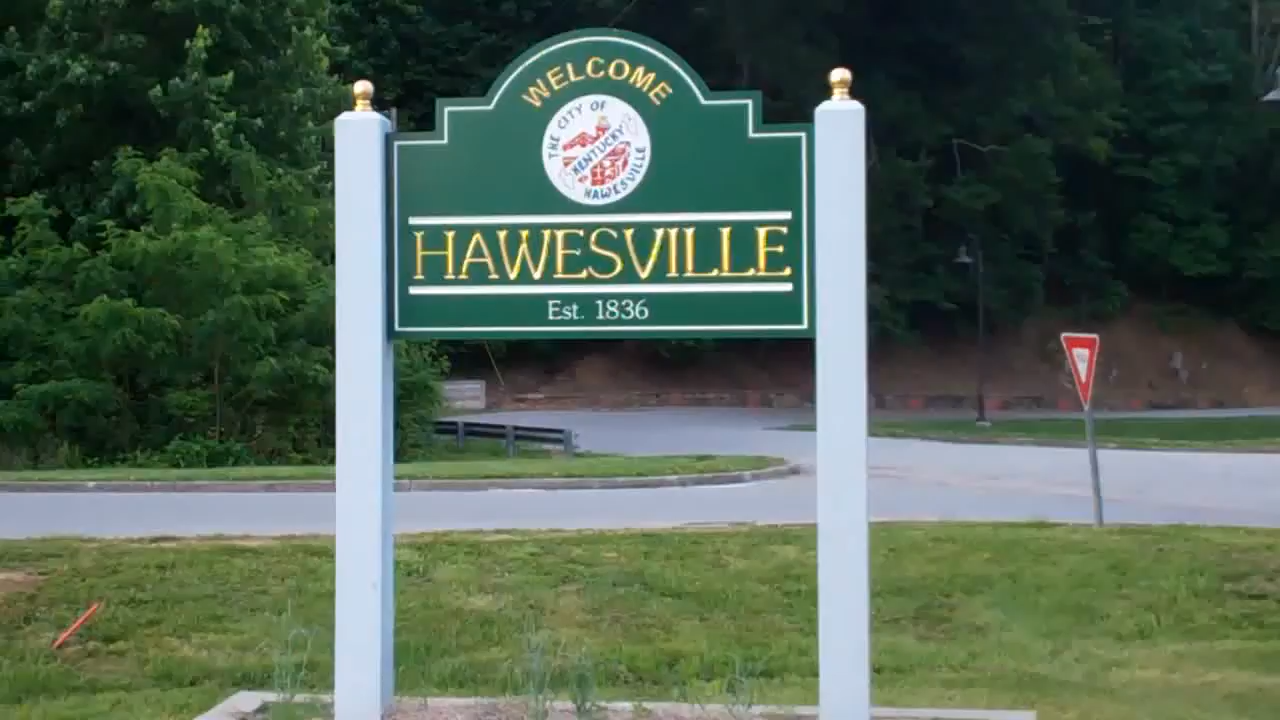 WELCOME
THE CITY OF
KENTUCKY
HAWESVILLE
HAWESVILLE
Est. 1836